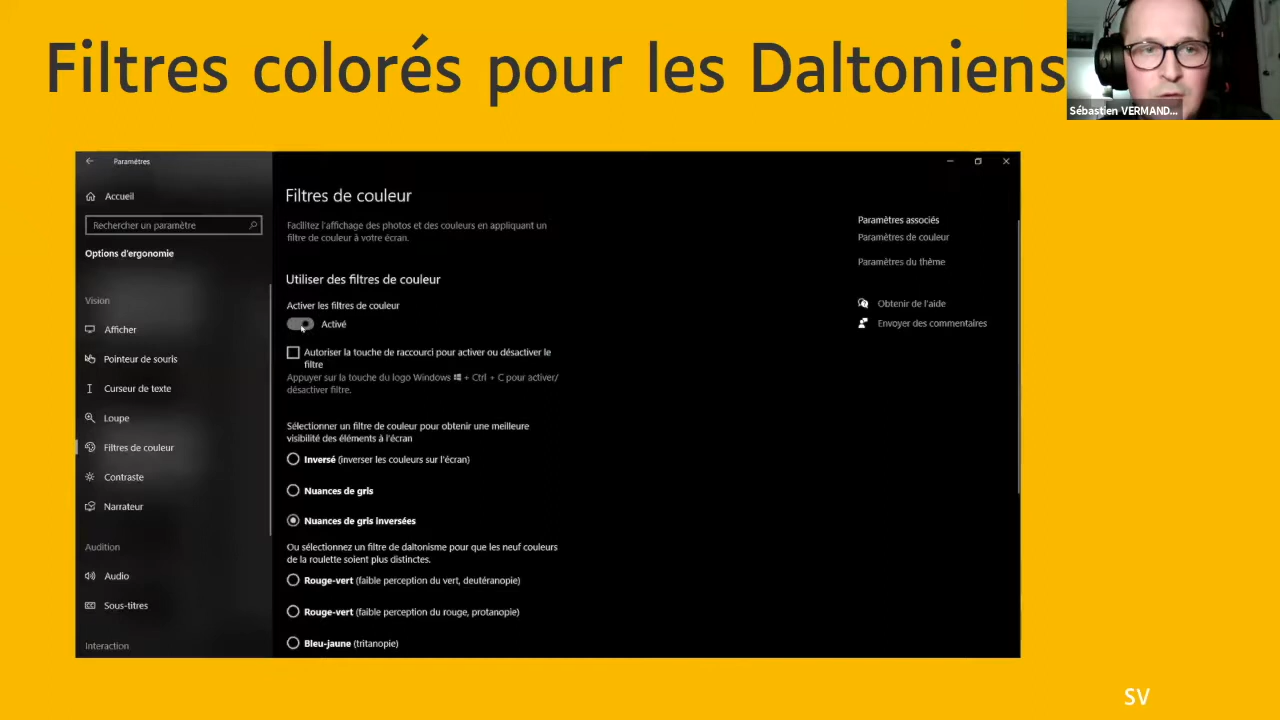 Filtres colorés pour les Daltoniens
Sébastien VERMAND...
Paramètres
Accueil
Rechercher un paramètre
Options d'ergonomie
Vision
Afficher
Pointeur de souris
Curseur de texte
Loupe
Filtres de couleur
Contraste
Narrateur
Audition
Audio
Sous-titres
Interaction
Filtres de couleur
Facilitez l'affichage des photos et des couleurs en appliquant un
filtre de couleur à votre écran.
Utiliser des filtres de couleur
Activer les filtres de couleur
Activé
Autoriser la touche de raccourci pour activer ou désactiver le
filtre
Appuyer sur la touche du logo Windows + Ctrl + C pour activer/
désactiver filtre.
Sélectionner un filtre de couleur pour obtenir une meilleure
visibilité des éléments à l'écran
Inversé (inverser les couleurs sur l'écran)
Nuances de gris
Nuances de gris inversées
Ou sélectionnez un filtre de daltonisme pour que les neuf couleurs
de la roulette soient plus distinctes.
Rouge-vert (faible perception du vert, deutéranopie)
Rouge-vert (faible perception du rouge, protanopie)
Bleu-jaune (tritanopie)
Paramètres associés
Paramètres de couleur
Paramètres du thème
Obtenir de l'aide
Envoyer des commentaires
SV